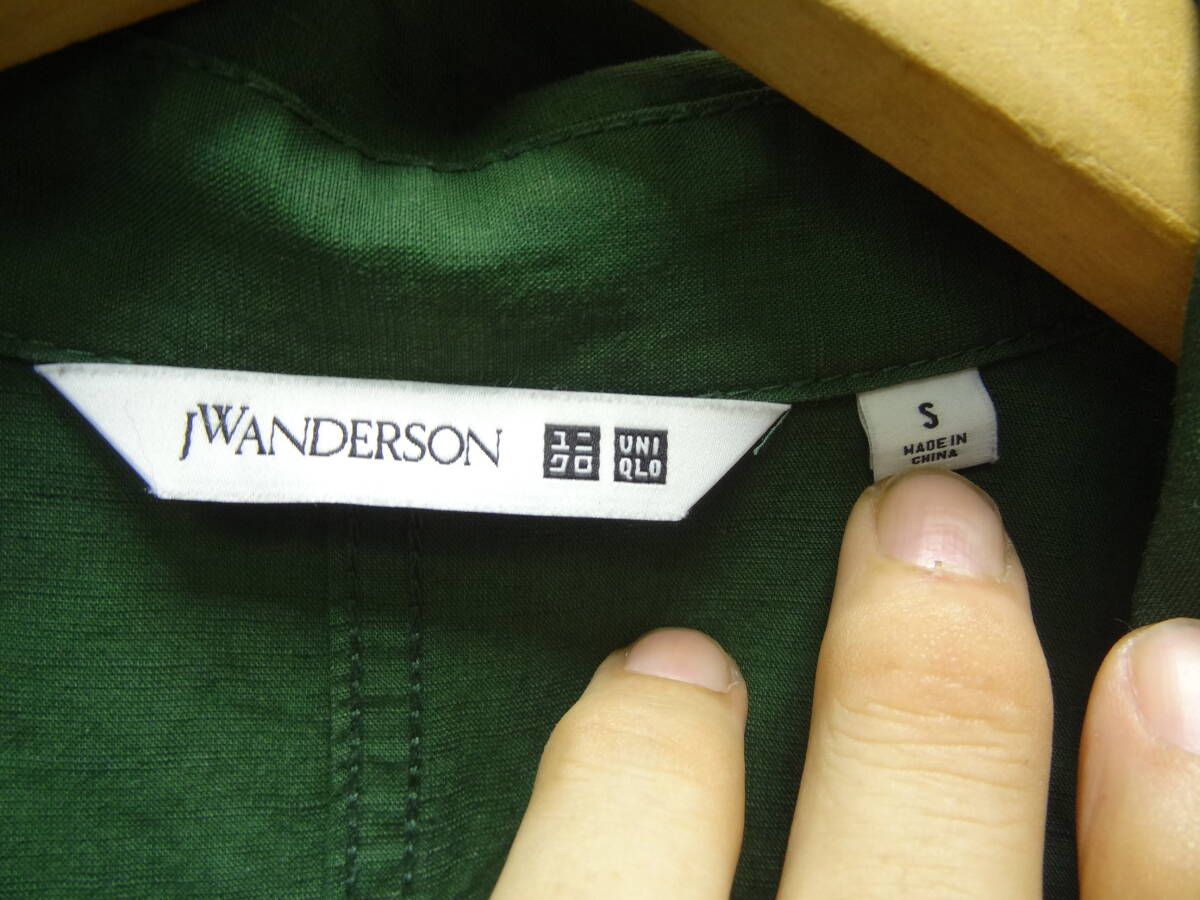 JWANDERSON
ユニ
クロ
UNI
QLO
S
MADE IN
CHINA